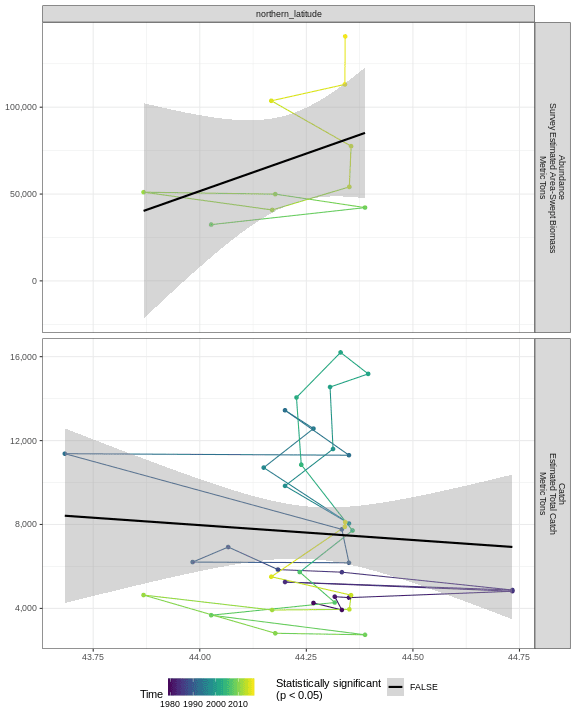 northern_latitude
100,000
50,000
0
Abundance
Survey Estimated Area-Swept Biomass
Metric Tons
16,000
12,000
8,000
4,000
Catch
Estimated Total Catch
Metric Tons
43.75
44.00
44.25
44.50
44.75
Time
1980 1990 2000 2010
Statistically significant
(p < 0.05)
FALSE